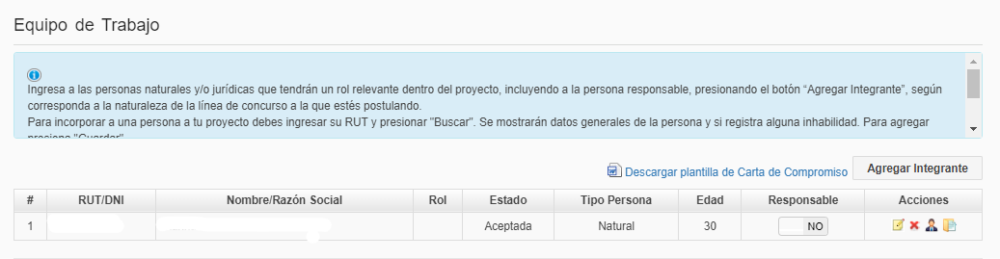 Equipo de Trabajo
Ingresa a las personas naturales y/o jurídicas que tendrán un rol relevante dentro del proyecto, incluyendo a la persona responsable, presionando el botón “Agregar Integrante”, según
corresponda a la naturaleza de la línea de concurso a la que estés postulando.
Para incorporar a una persona a tu proyecto debes ingresar su RUT y presionar "Buscar". Se mostrarán datos generales de la persona y si registra alguna inhabilidad. Para agregar
presiona "Guardar"
Descargar plantilla de Carta de Compromiso Agregar Integrante
# RUT/DNI Nombre/Razón Social Rol Estado Tipo Persona Edad Responsable Acciones
1 Aceptada Natural 30 NO